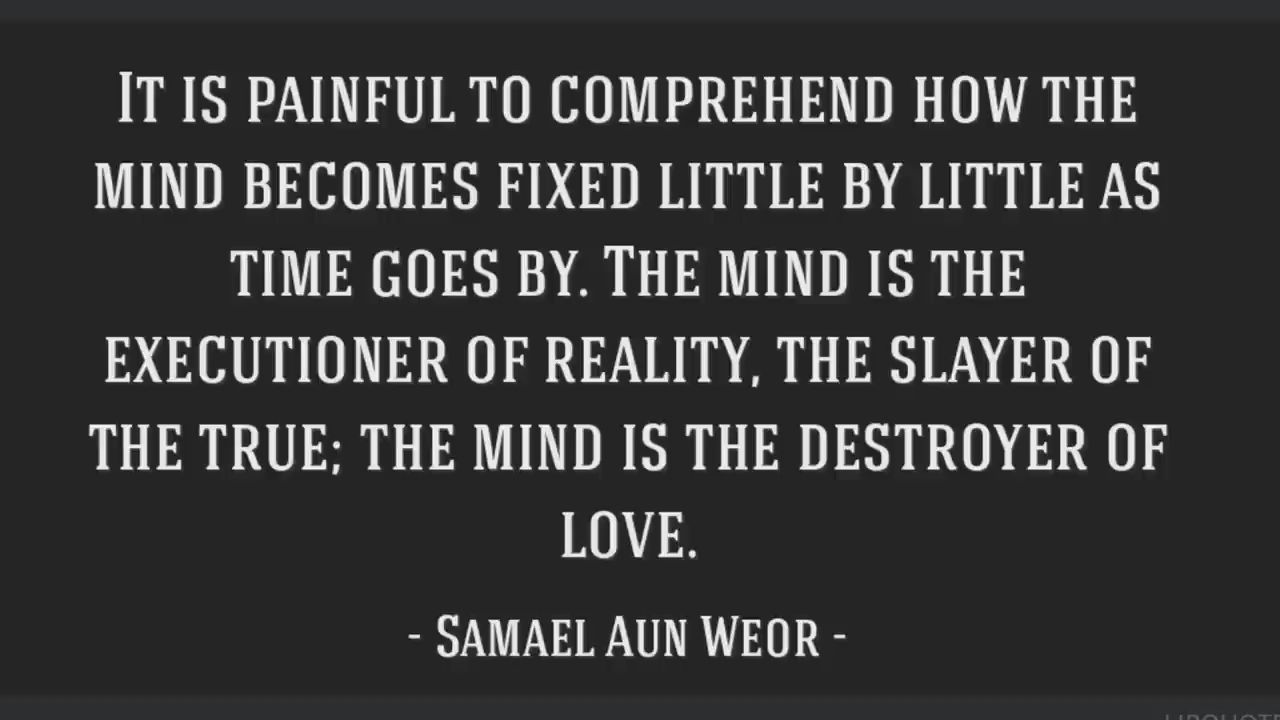 It is painful to comprehend how the
mind becomes fixed little by little as
time goes by. The mind is the
executioner of reality, the slayer of
the true; the mind is the destroyer of
love.
- Samael Aun Weor -